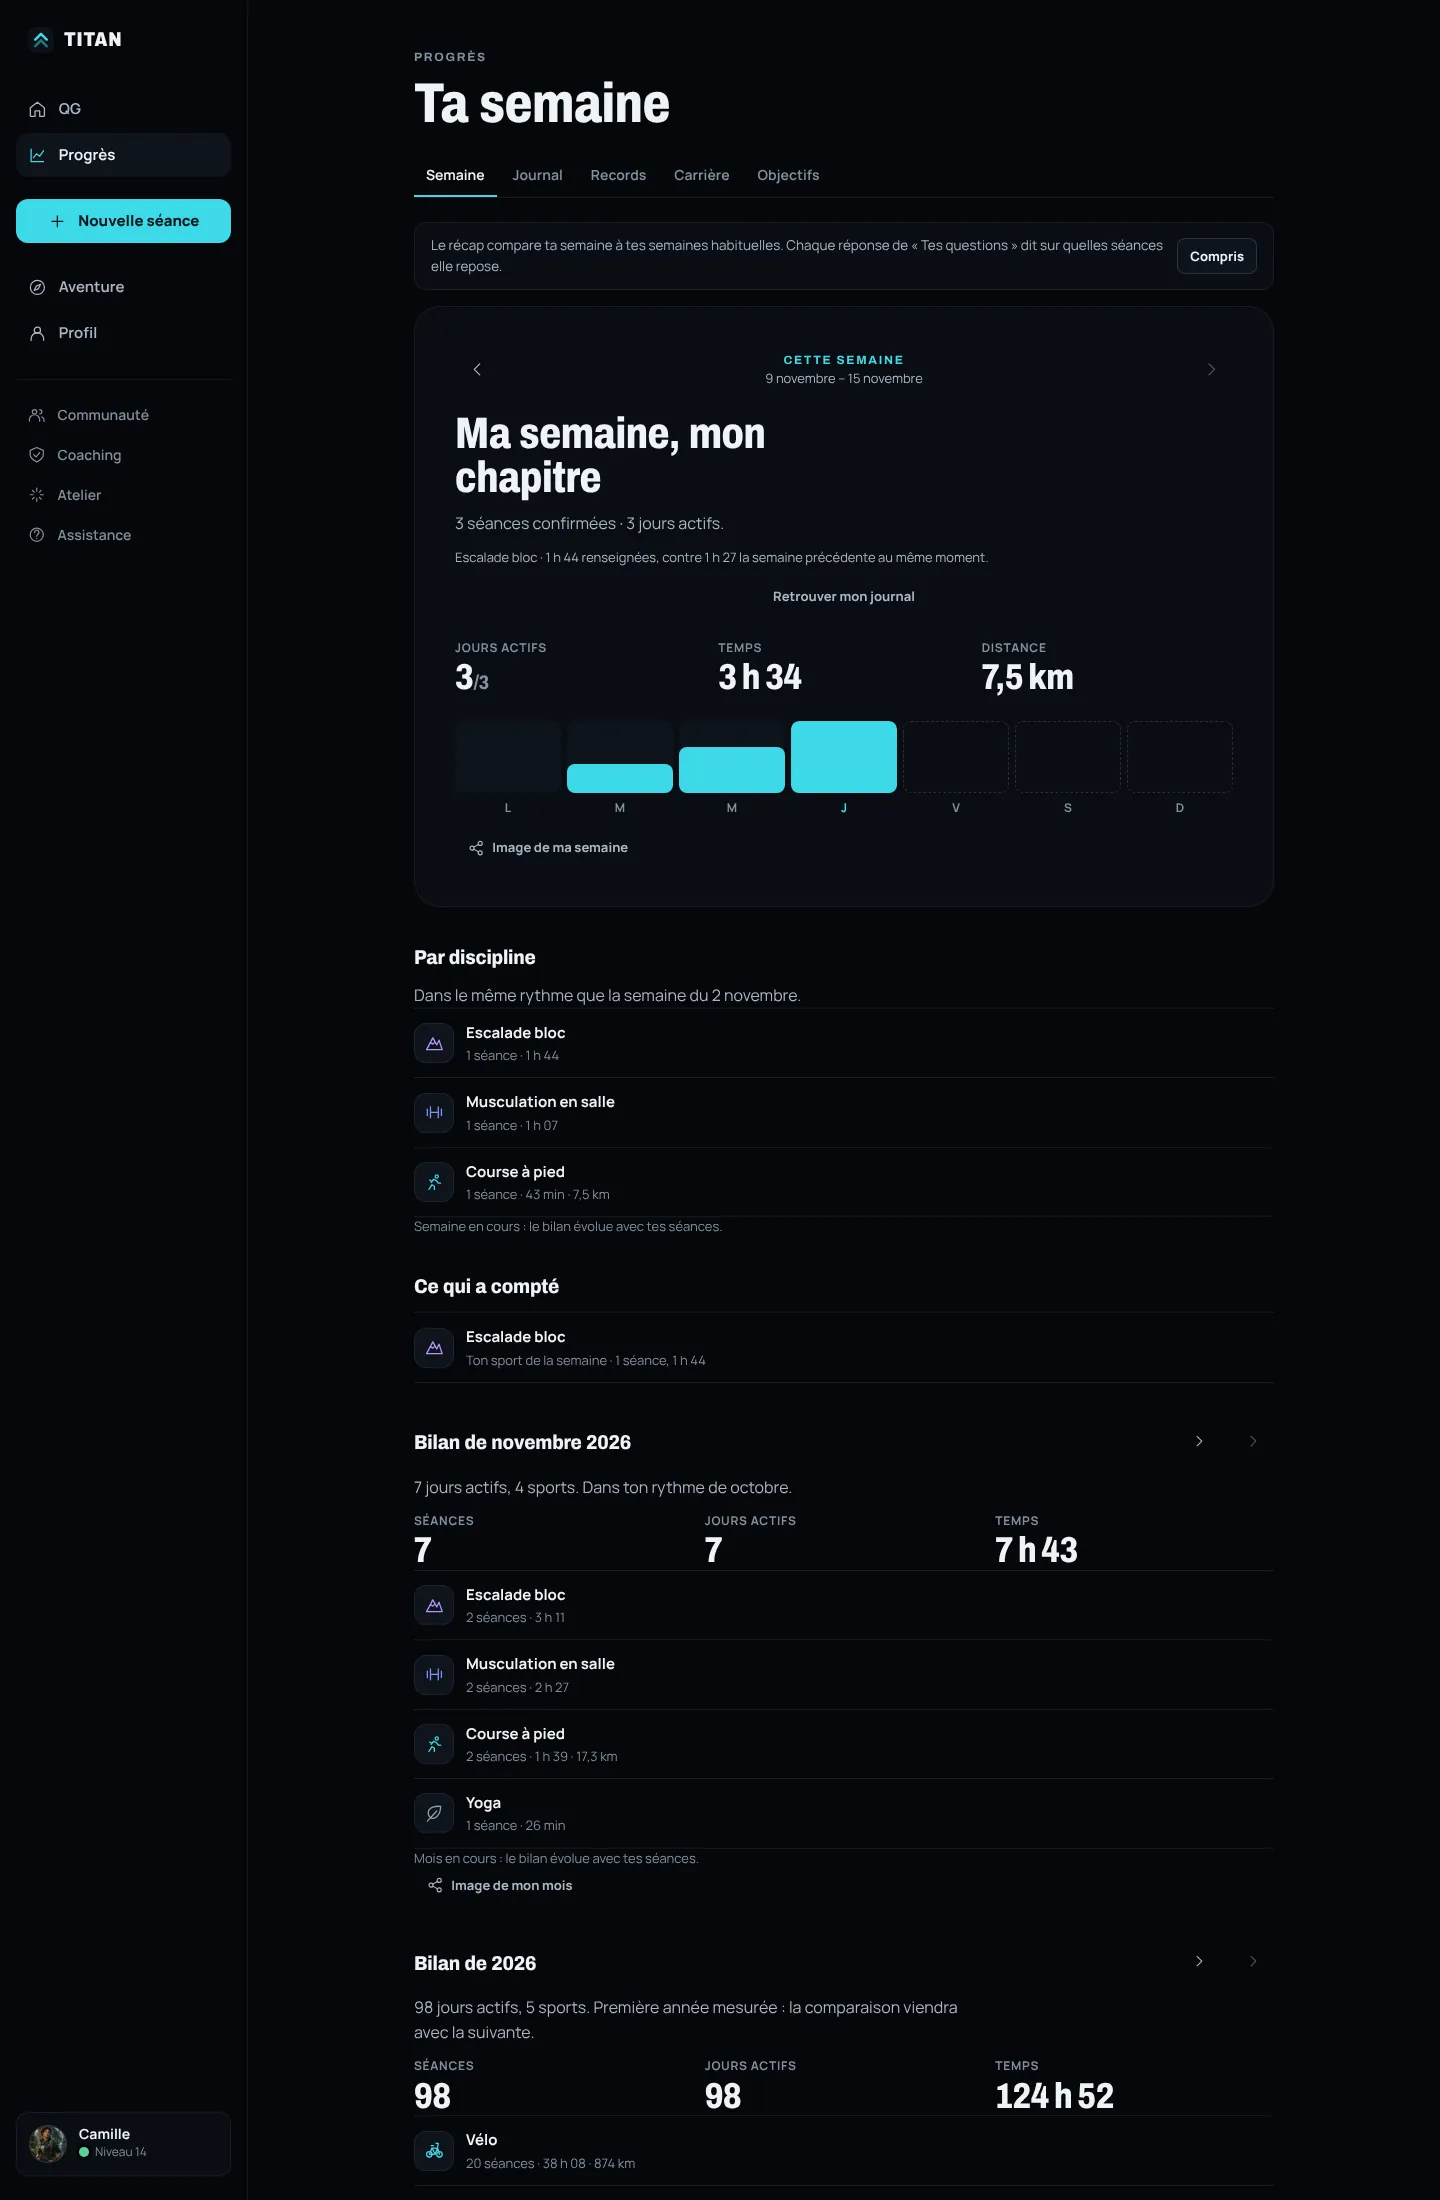 TITAN
QG
Progrès
Nouvelle séance
Aventure
Profil
Communauté
Coaching
Atelier
Assistance
Camille
Niveau 14
PROGRÈS
Ta semaine
Semaine
Journal
Records
Carrière
Objectifs
Le récap compare ta semaine à tes semaines habituelles. Chaque réponse de « Tes questions » dit sur quelles séances
elle repose.
Compris
CETTE SEMAINE
9 novembre – 15 novembre
Ma semaine, mon
chapitre
3 séances confirmées · 3 jours actifs.
Escalade bloc · 1 h 44 renseignées, contre 1 h 27 la semaine précédente au même moment.
Retrouver mon journal
JOURS ACTIFS
3/3
TEMPS
3 h 34
DISTANCE
7,5 km
L
M
M
J
V
S
D
Image de ma semaine
Par discipline
Dans le même rythme que la semaine du 2 novembre.
Escalade bloc
1 séance · 1 h 44
Musculation en salle
1 séance · 1 h 07
Course à pied
1 séance · 43 min · 7,5 km
Semaine en cours : le bilan évolue avec tes séances.
Ce qui a compté
Escalade bloc
Ton sport de la semaine · 1 séance, 1 h 44
Bilan de novembre 2026
7 jours actifs, 4 sports. Dans ton rythme de octobre.
SÉANCES
7
JOURS ACTIFS
7
TEMPS
7 h 43
Escalade bloc
2 séances · 3 h 11
Musculation en salle
2 séances · 2 h 27
Course à pied
2 séances · 1 h 39 · 17,3 km
Yoga
1 séance · 26 min
Mois en cours : le bilan évolue avec tes séances.
Image de mon mois
Bilan de 2026
98 jours actifs, 5 sports. Première année mesurée : la comparaison viendra
avec la suivante.
SÉANCES
98
JOURS ACTIFS
98
TEMPS
124 h 52
Vélo
20 séances · 38 h 08 · 874 km